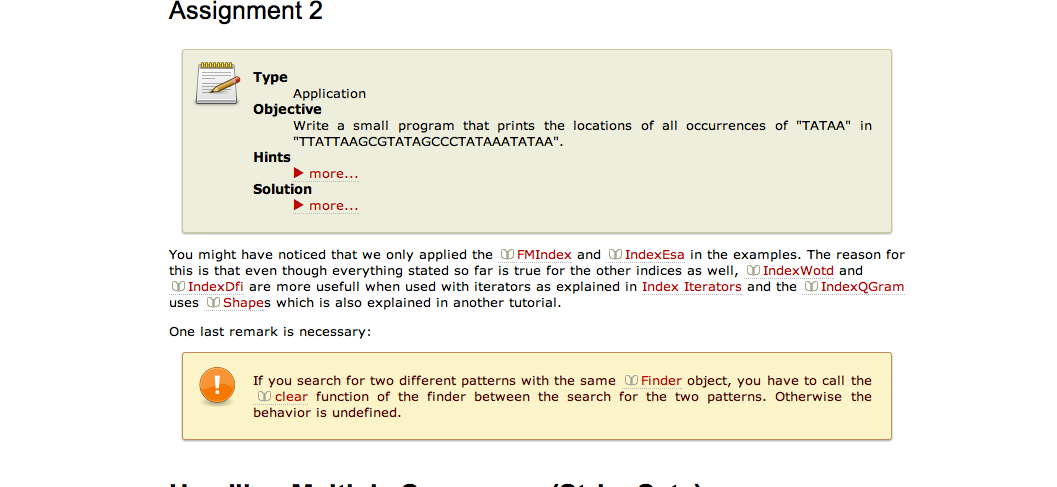 Assignment 2
Type
Application
Objective
Write a small program that prints the locations of all occurrences of "TATAA" in
"TTATTAAGCGTATAGCCCTATAAATATAA".
Hints
▶ more...
Solution
▶ more...
You might have noticed that we only applied the FMIndex and IndexEsa in the examples. The reason for
this is that even though everything stated so far is true for the other indices as well, IndexWotd and
IndexDfi are more usefull when used with iterators as explained in Index Iterators and the IndexQGram
uses Shapes which is also explained in another tutorial.
One last remark is necessary:
If you search for two different patterns with the same Finder object, you have to call the
clear function of the finder between the search for the two patterns. Otherwise the
behavior is undefined.